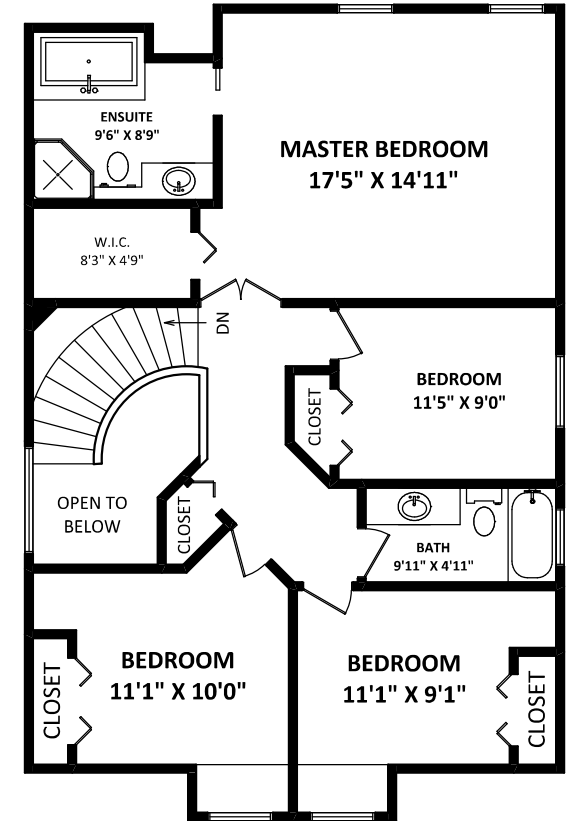 ENSUITE
9'6" X 8'9"
MASTER BEDROOM
17'5" X 14'11"
W.I.C.
8'3" X 4'9"
DN
BEDROOM
11'5" X 9'0"
CLOSET
OPEN TO
BELOW
CLOSET
BATH
9'11" X 4'11"
BEDROOM
11'1" X 10'0"
BEDROOM
11'1" X 9'1"
CLOSET
CLOSET